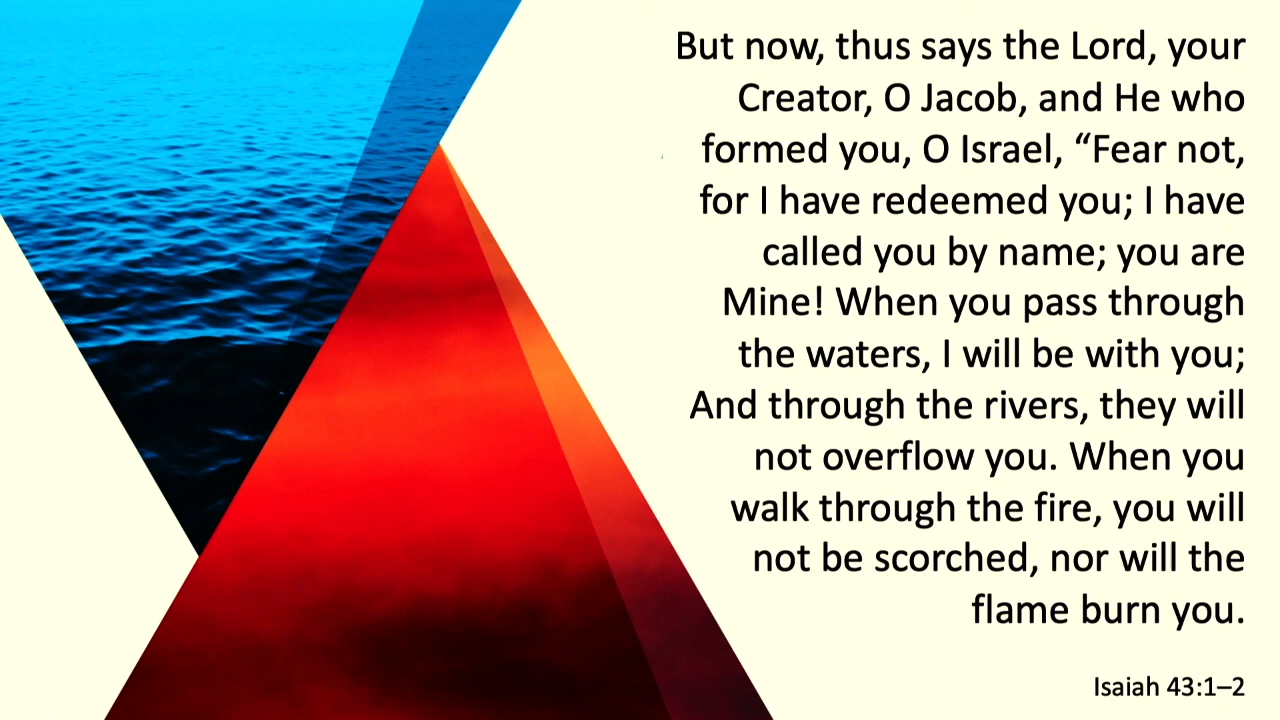 But now, thus says the Lord, your
Creator, O Jacob, and He who
formed you, O Israel, “Fear not,
for I have redeemed you; I have
called you by name; you are
Mine! When you pass through
the waters, I will be with you;
And through the rivers, they will
not overflow you. When you
walk through the fire, you will
not be scorched, nor will the
flame burn you.
Isaiah 43:1–2